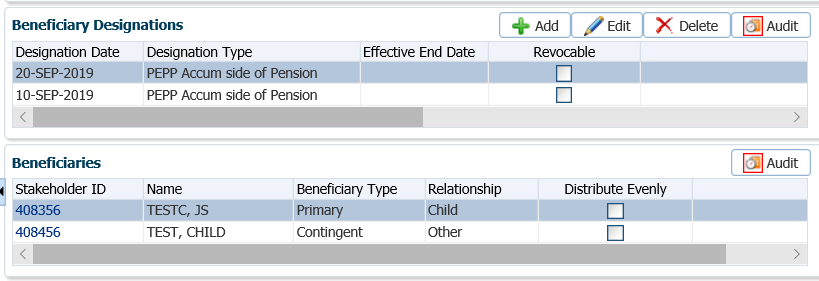 Beneficiary Designations Add Edit Delete Audit
Designation Date Designation Type Effective End Date Revocable
20-SEP-2019 PEPP Accum side of Pension
10-SEP-2019 PEPP Accum side of Pension
Beneficiaries Audit
Stakeholder ID Name Beneficiary Type Relationship Distribute Evenly
408356 TESTC, JS Primary Child
408456 TEST, CHILD Contingent Other